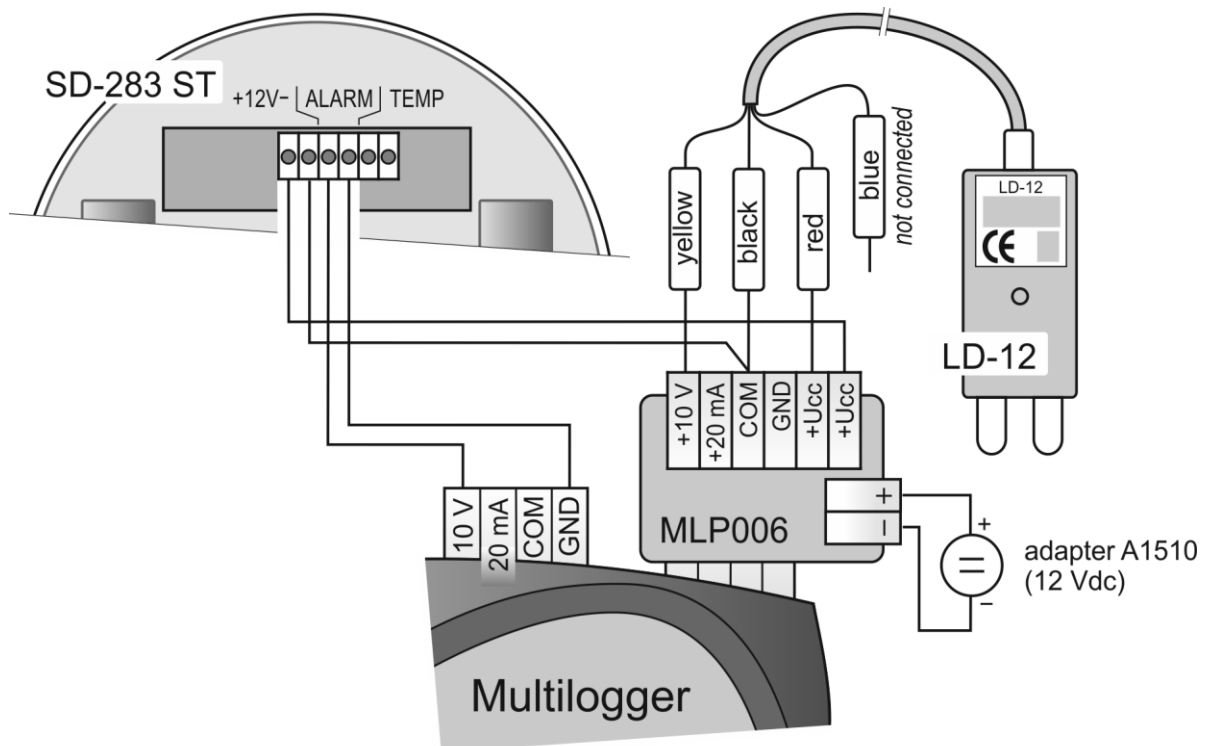 SD-283 ST
+12V- ALARM TEMP
yellow
black
red
blue
not connected
LD-12
CE
LD-12
+10 V
+20 mA
COM
GND
+Ucc
+Ucc
MLP006
+
−
+
−
adapter A1510
(12 Vdc)
10 V
20 mA
COM
GND
Multilogger